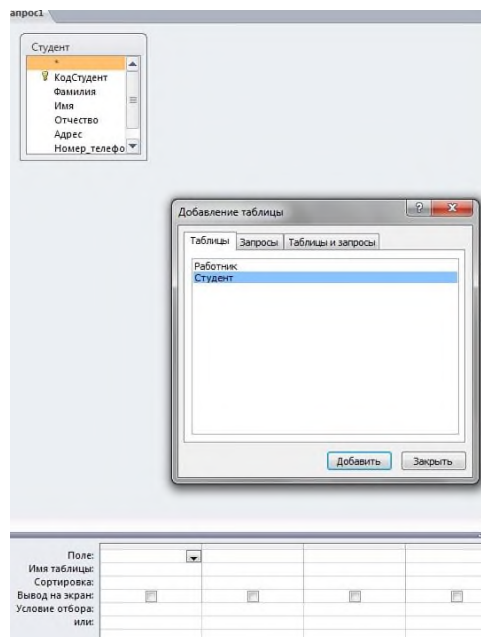 апрос1
Студент
*
КодСтудент
Фамилия
Имя
Отчество
Адрес
Номер_телефо
Добавление таблицы
?
Таблицы Запросы Таблицы и запросы
Работник
Студент
Добавить Закрыть
Поле:
Имя таблицы:
Сортировка:
Вывод на экран:
Условие отбора:
или: